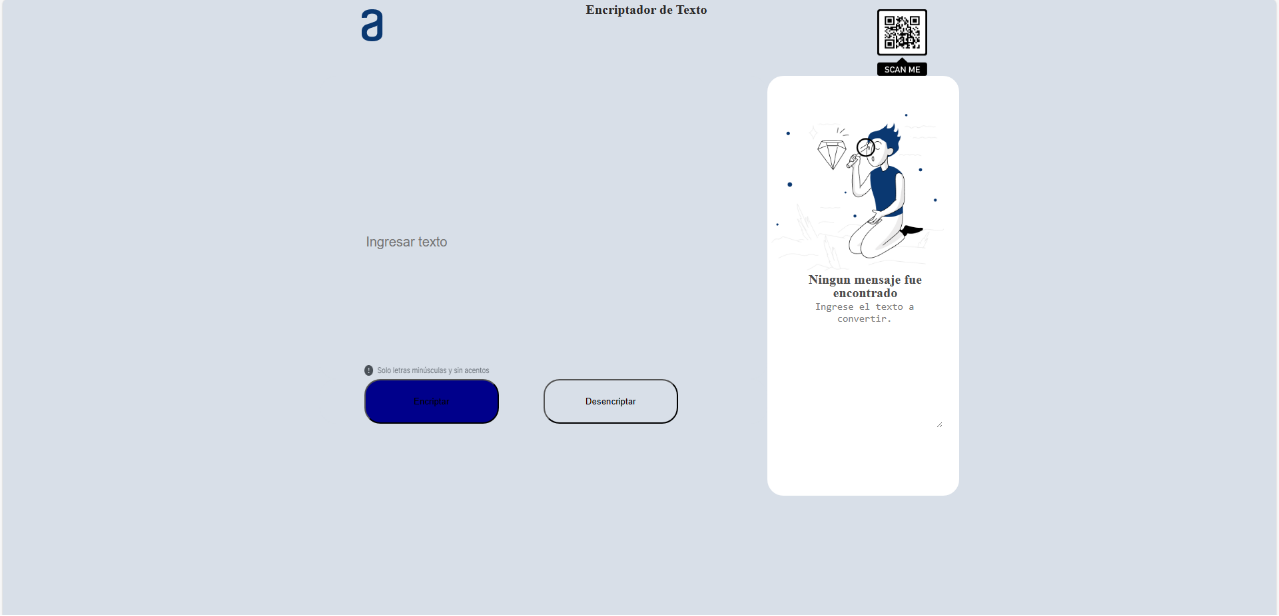 a
Encriptador de Texto
SCAN ME
Ingresar texto
Ningun mensaje fue
encontrado
Ingrese el texto a
convertir.
Solo letras minúsculas y sin acentos
Encriptar
Desencriptar